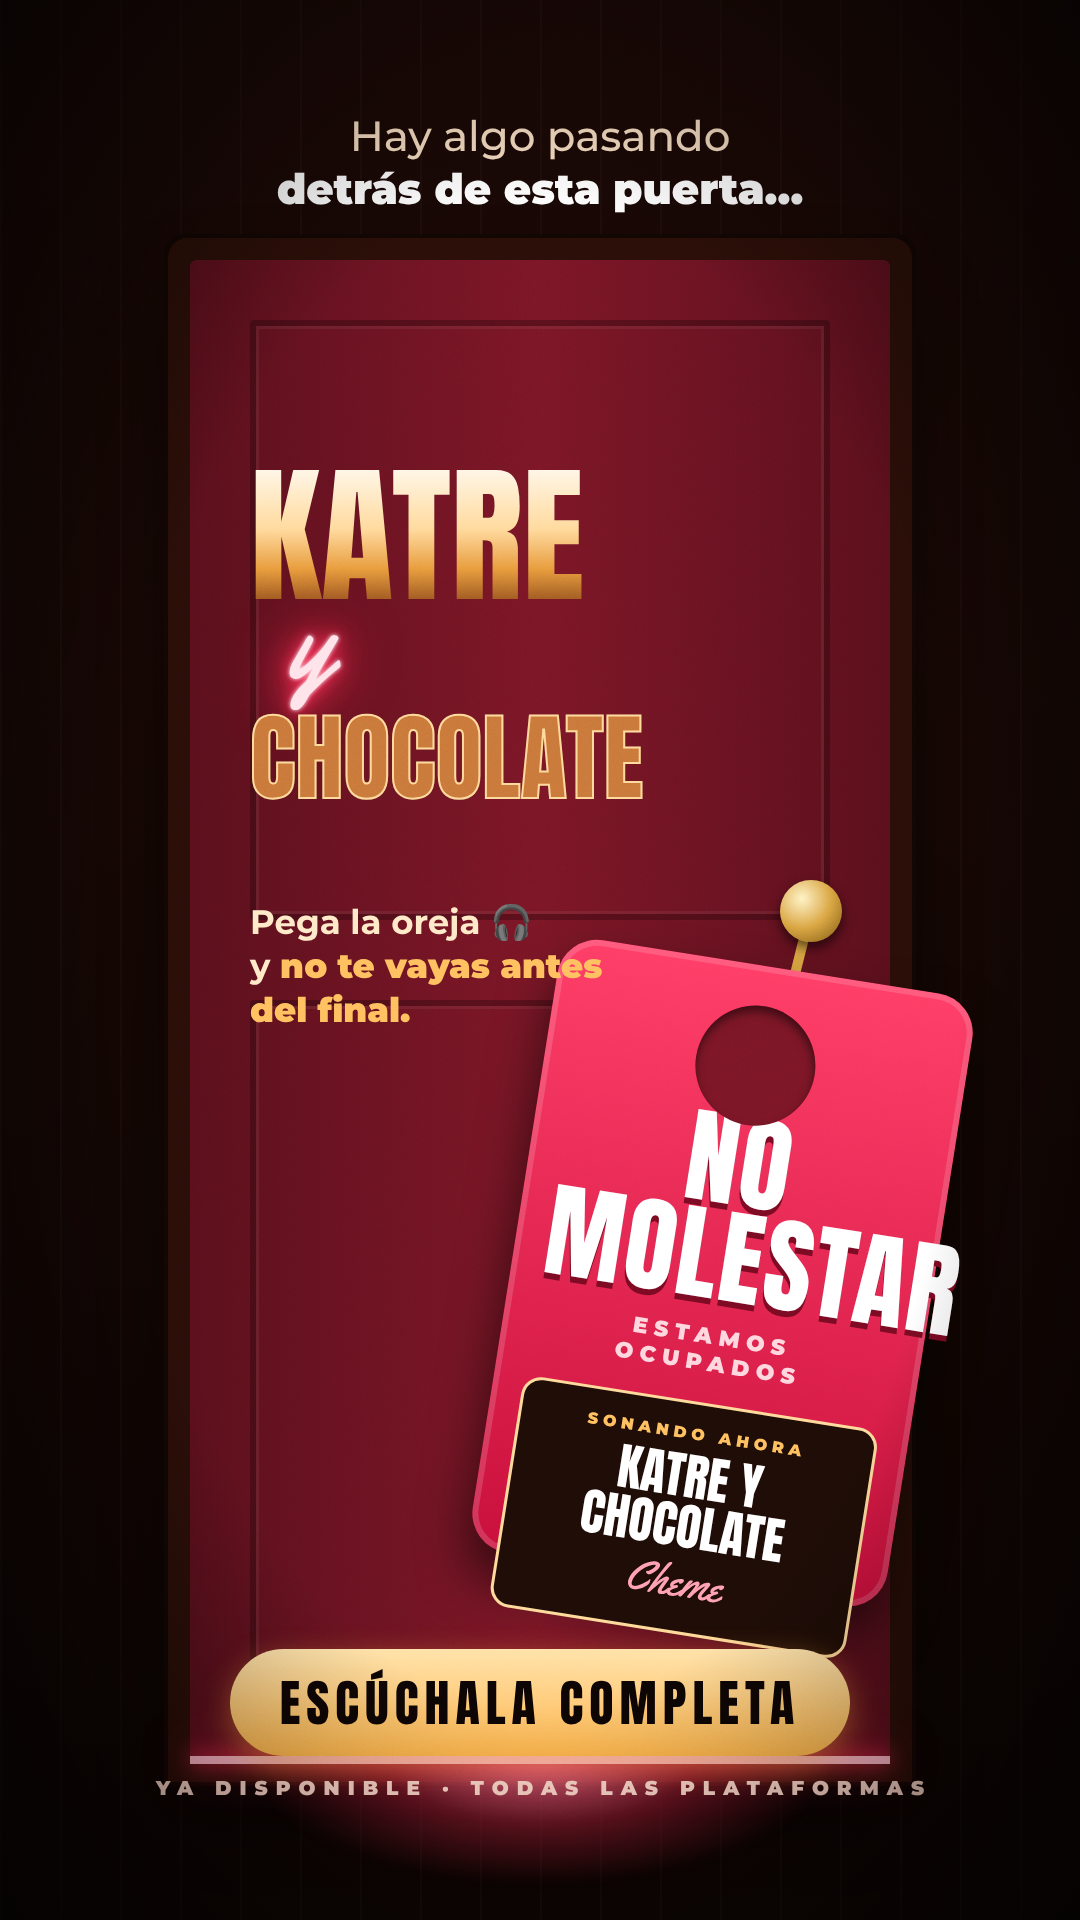 Hay algo pasando
detrás de esta puerta...
KATRE
y
CHOCOLATE
Pega la oreja 🎧
y no te vayas antes
del final.
NO
MOLESTAR
ESTAMOS
OCUPADOS
SONANDO AHORA
KATRE Y
CHOCOLATE
Cheme
ESCÚCHALA COMPLETA
YA DISPONIBLE · TODAS LAS PLATAFORMAS